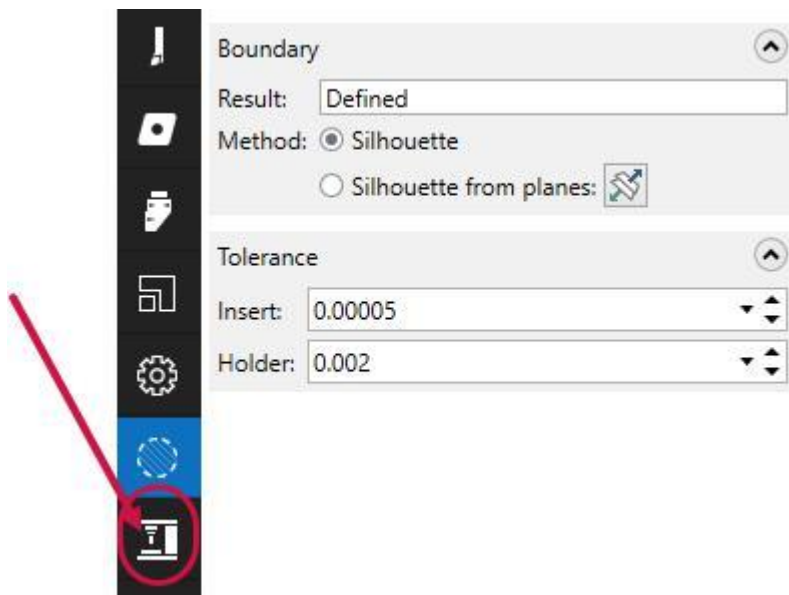 Boundary
Result: Defined
Method: Silhouette
Silhouette from planes:
Tolerance
Insert: 0.00005
Holder: 0.002